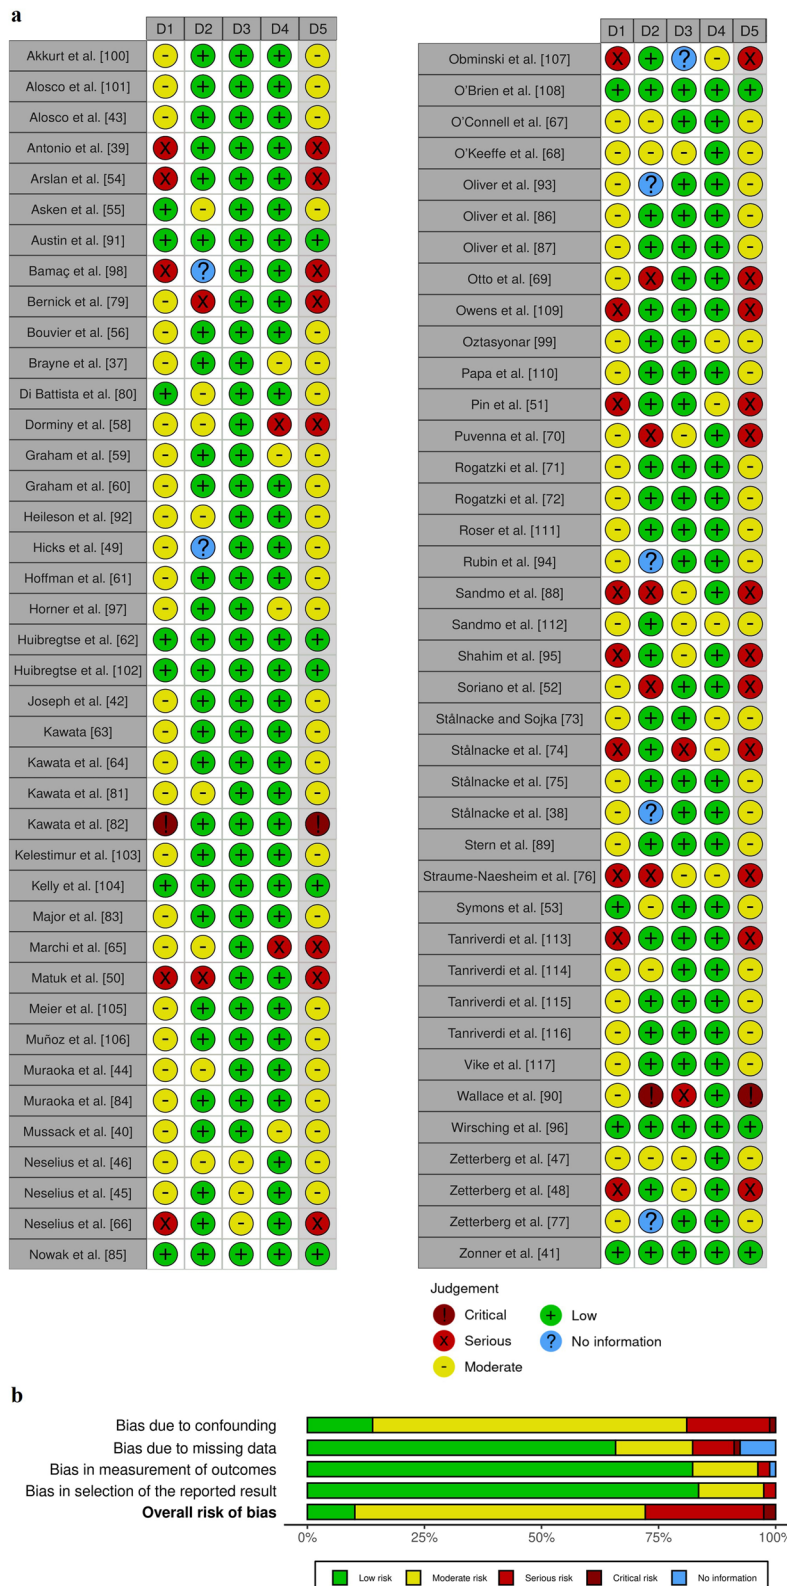 a
D1 D2 D3 D4 D5
Akkurt et al. [100] - + + + -
Alosco et al. [101] - + + + -
Alosco et al. [43] - + + + -
Antonio et al. [39] X + + + X
Arslan et al. [54] X + + + X
Asken et al. [55] + - + + -
Austin et al. [91] + + + + +
Bamaç et al. [98] X ? + + X
Bernick et al. [79] - X + + X
Bouvier et al. [56] - + + + -
Brayne et al. [37] - + + - -
Di Battista et al. [80] + - + + -
Dorminy et al. [58] - - + X X
Graham et al. [59] - + + - -
Graham et al. [60] - + + + -
Heileson et al. [92] - - + + -
Hicks et al. [49] - ? + + -
Hoffman et al. [61] - + + + -
Horner et al. [97] - + + - -
Huibregtse et al. [62] + + + + +
Huibregtse et al. [102] + + + + +
Joseph et al. [42] - + + + -
Kawata [63] - + + + -
Kawata et al. [64] - + + + -
Kawata et al. [81] - - + + -
Kawata et al. [82] ! + + + !
Kelestimur et al. [103] - + + + -
Kelly et al. [104] + + + + +
Major et al. [83] - + + + -
Marchi et al. [65] - - + X X
Matuk et al. [50] X X + + X
Meier et al. [105] - + + + -
Muñoz et al. [106] - + + + -
Muraoka et al. [44] - - + + -
Muraoka et al. [84] - + + + -
Mussack et al. [40] - + + - -
Neselius et al. [46] - - - + -
Neselius et al. [45] - + - + -
Neselius et al. [66] X + - + X
Nowak et al. [85] + + + + +
D1 D2 D3 D4 D5
Obminski et al. [107] X + ? - X
O'Brien et al. [108] + + + + +
O'Connell et al. [67] - - + + -
O'Keeffe et al. [68] - - - + -
Oliver et al. [93] - ? + + -
Oliver et al. [86] - + + + -
Oliver et al. [87] - + + + -
Otto et al. [69] - X + + X
Owens et al. [109] X + + + X
Oztasyonar [99] - + + - -
Papa et al. [110] - + + + -
Pin et al. [51] X + + - X
Puvenna et al. [70] - X - + X
Rogatzki et al. [71] - + + + -
Rogatzki et al. [72] - + + + -
Roser et al. [111] - + + + -
Rubin et al. [94] - ? + + -
Sandmo et al. [88] X X - + X
Sandmo et al. [112] - + - - -
Shahim et al. [95] X + - + X
Soriano et al. [52] - X + + X
Stålnacke and Sojka [73] - + + - -
Stålnacke et al. [74] X + X - X
Stålnacke et al. [75] - + + + -
Stålnacke et al. [38] - ? + + -
Stern et al. [89] - + + + -
Straume-Naesheim et al. [76] X X - - X
Symons et al. [53] + - + + -
Tanriverdi et al. [113] X + + + X
Tanriverdi et al. [114] - - + + -
Tanriverdi et al. [115] - + + + -
Tanriverdi et al. [116] - + + + -
Vike et al. [117] - + + + -
Wallace et al. [90] - ! X + !
Wirsching et al. [96] + + + + +
Zetterberg et al. [47] - - - + -
Zetterberg et al. [48] X + - + X
Zetterberg et al. [77] - ? + + -
Zonner et al. [41] + + + + +
Judgement
! Critical + Low
X Serious ? No information
- Moderate
b
Bias due to confounding
Bias due to missing data
Bias in measurement of outcomes
Bias in selection of the reported result
Overall risk of bias
0% 25% 50% 75% 100%
Low risk Moderate risk Serious risk Critical risk No information